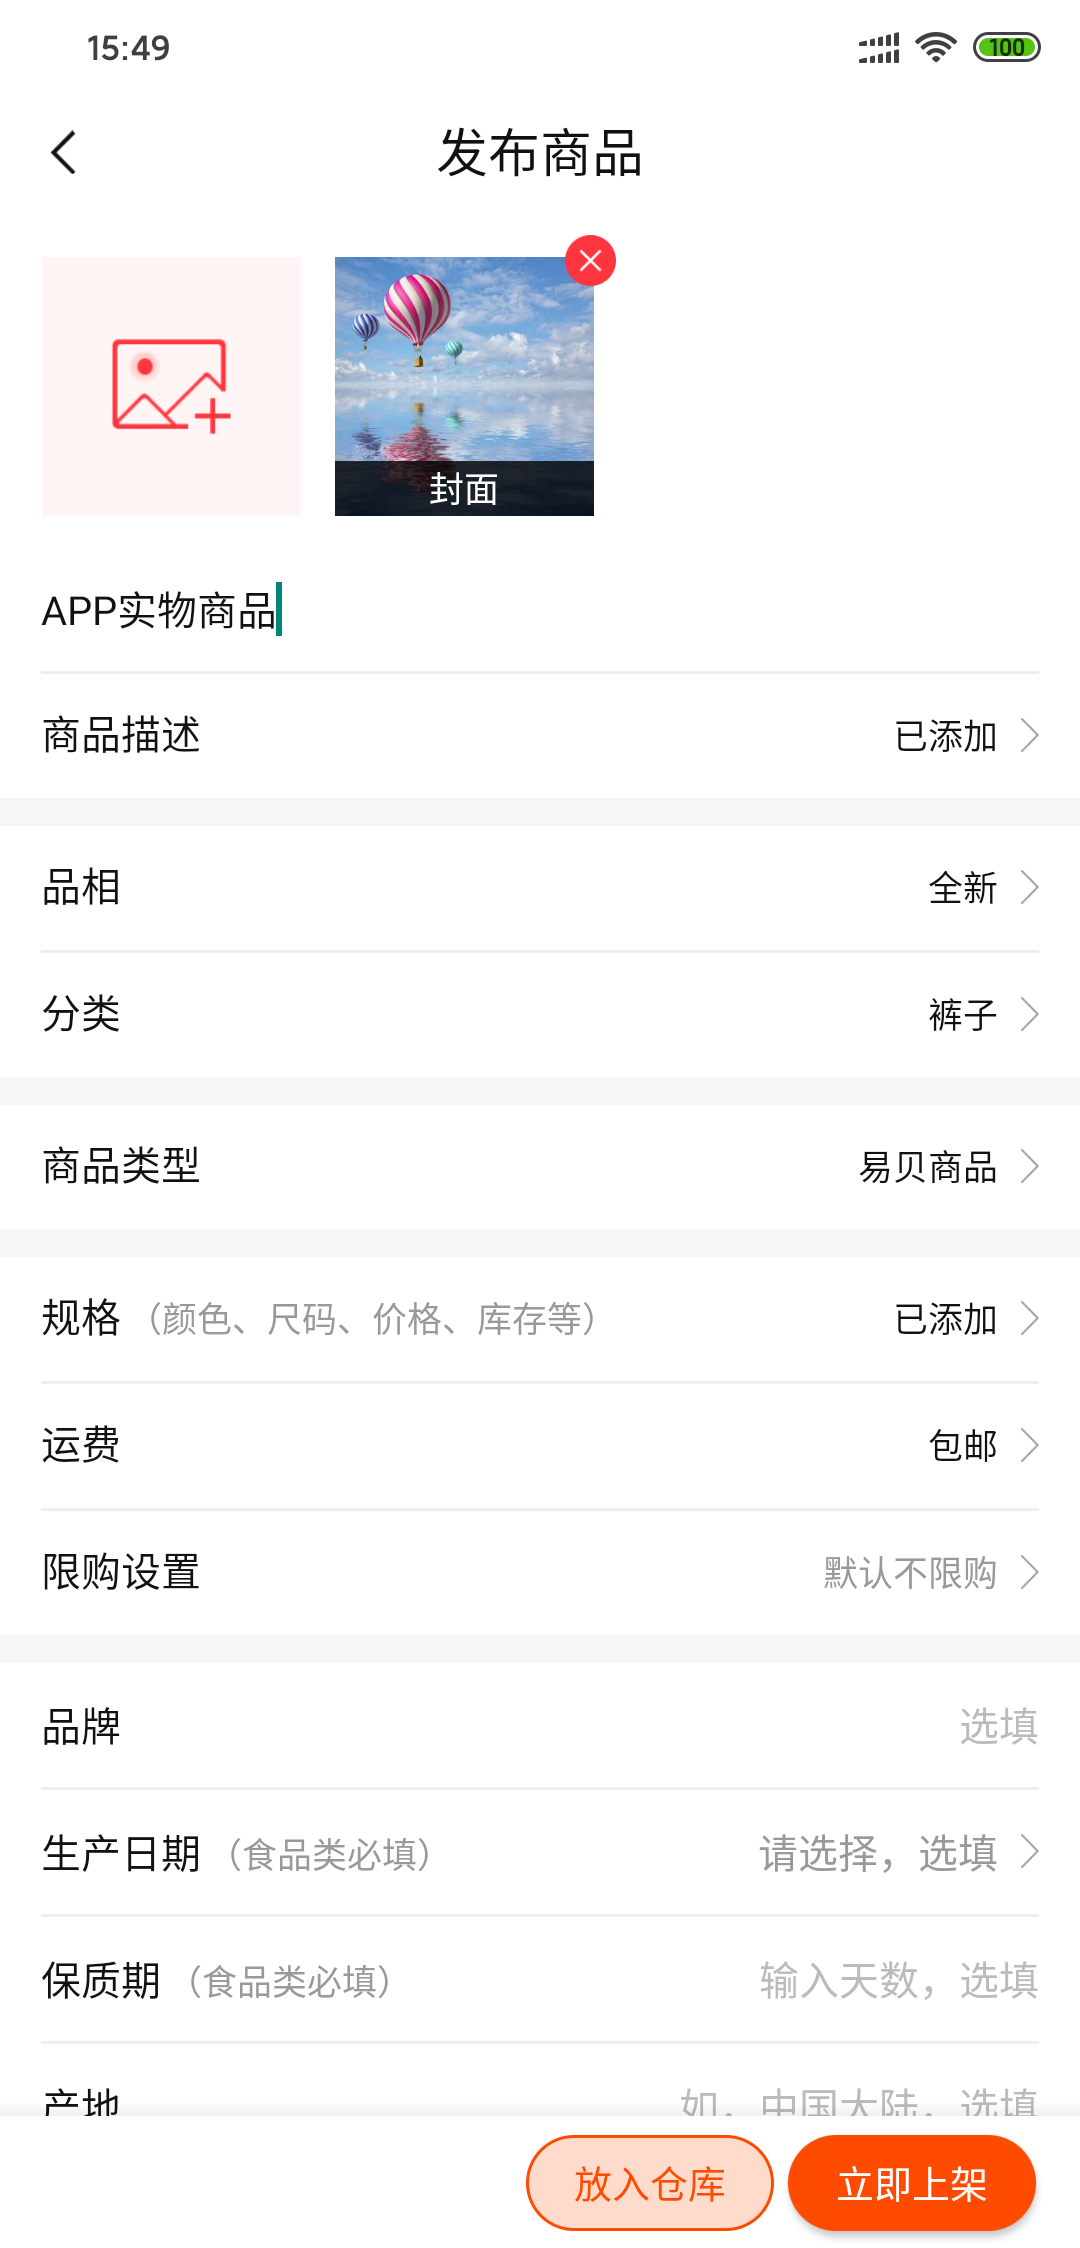 15:49
100
发布商品
封面
APP实物商品
商品描述 已添加
品相 全新
分类 裤子
商品类型 易贝商品
规格（颜色、尺码、价格、库存等） 已添加
运费 包邮
限购设置 默认不限购
品牌 选填
生产日期（食品类必填） 请选择，选填
保质期（食品类必填） 输入天数，选填
产地 如，中国大陆，选填
放入仓库 立即上架